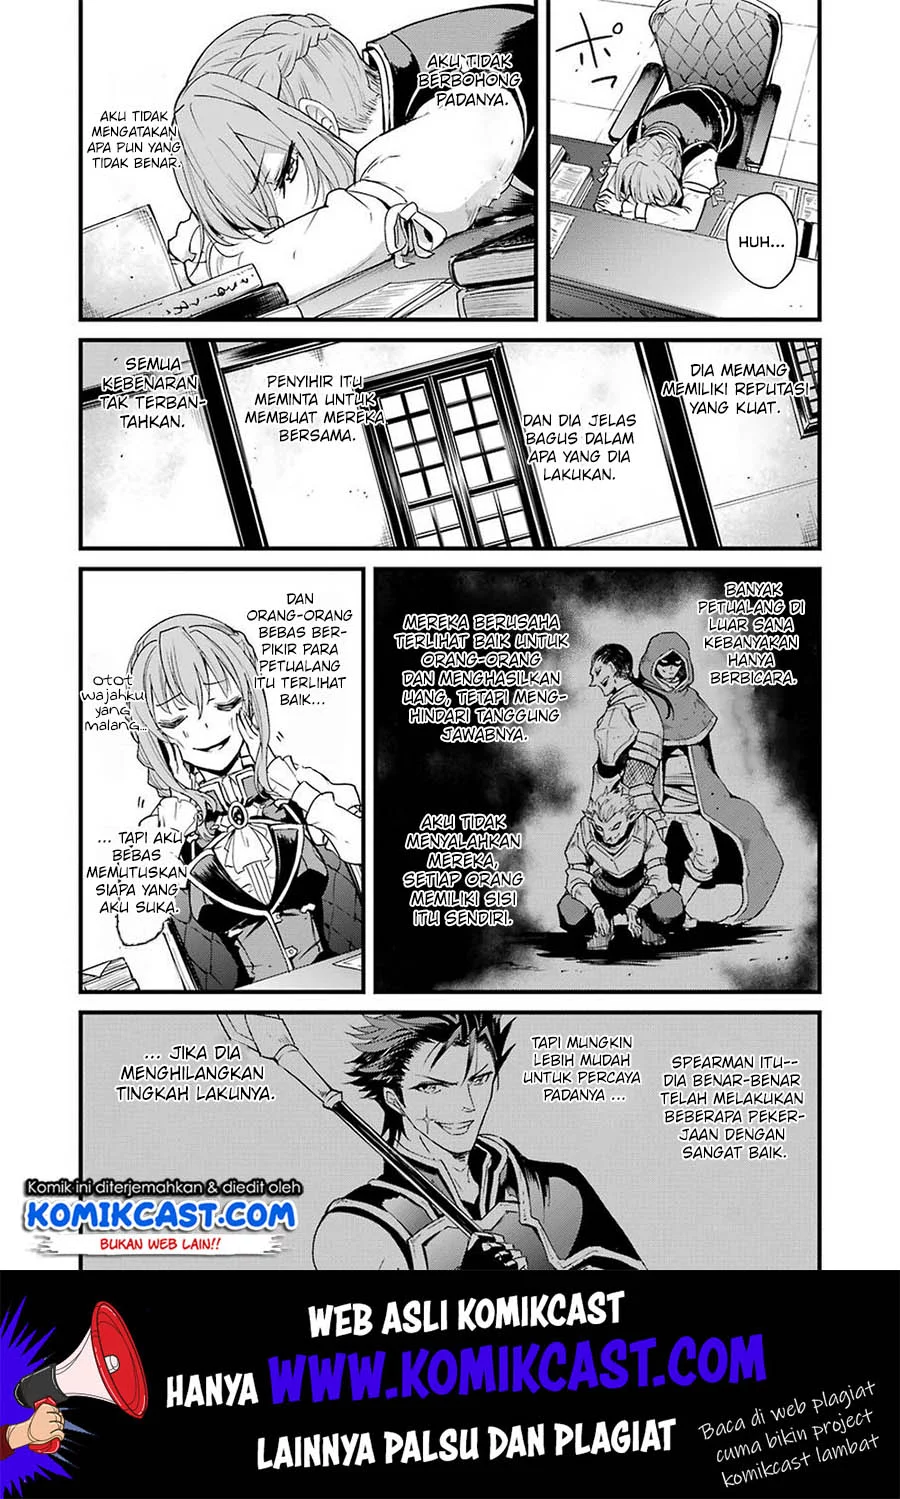 ポ
HUH...
AKU TIDAK
BERBOHONG
PADANYA.
AKU TIDAK
MENGATAKAN
APA PUN YANG
TIDAK BENAR.
DIA MEMANG
MEMILIKI REPUTASI
YANG KUAT.
DAN DIA JELAS
BAGUS DALAM
APA YANG DIA
LAKUKAN.
PENYIHIR ITU
MEMINTA UNTUK
MEMBUAT MEREKA
BERSAMA.
SEMUA
KEBENARAN
TAK TERBAN-
TAHKAN.
BANYAK
PETUALANG DI
LUAR SANA
KEBANYAKAN
HANYA
BERBICARA.
MEREKA BERUSAHA
TERLIHAT BAIK UNTUK
ORANG-ORANG
DAN MENGHASILKAN
UANG, TETAPI MENG-
HINDARI TANGGUNG
JAWABNYA.
AKU TIDAK
MENYALAHKAN
MEREKA,
SETIAP ORANG
MEMILIKI SISI
ITU SENDIRI.
DAN
ORANG-ORANG
BEBAS BER-
PIKIR PARA
PETUALANG
ITU TERLIHAT
BAIK...
otot
wajahku
yang
malang...
... TAPI AKU
BEBAS
MEMUTUSKAN
SIAPA YANG
AKU SUKA.
SPEARMAN ITU--
DIA BENAR-BENAR
TELAH MELAKUKAN
BEBERAPA PEKER-
JAAN DENGAN
SANGAT BAIK.
TAPI MUNGKIN
LEBIH MUDAH
UNTUK PERCAYA
PADANYA ...
... JIKA DIA
MENGHILANGKAN
TINGKAH LAKUNYA.
Komik ini diterjemahkan & diedit oleh
KOMIKCAST.COM
BUKAN WEB LAIN!!
WEB ASLI KOMIKCAST
HANYA WWW.KOMIKCAST.COM
LAINNYA PALSU DAN PLAGIAT
Baca di web plagiat
cuma bikin project
komikcast lambat